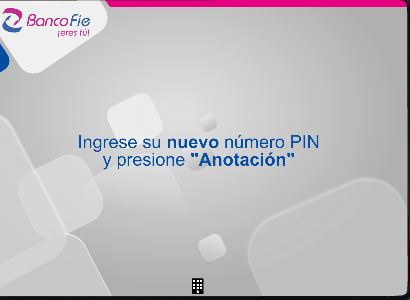 BancoFie
¡eres tú!
Ingrese su nuevo número PIN
y presione "Anotación"